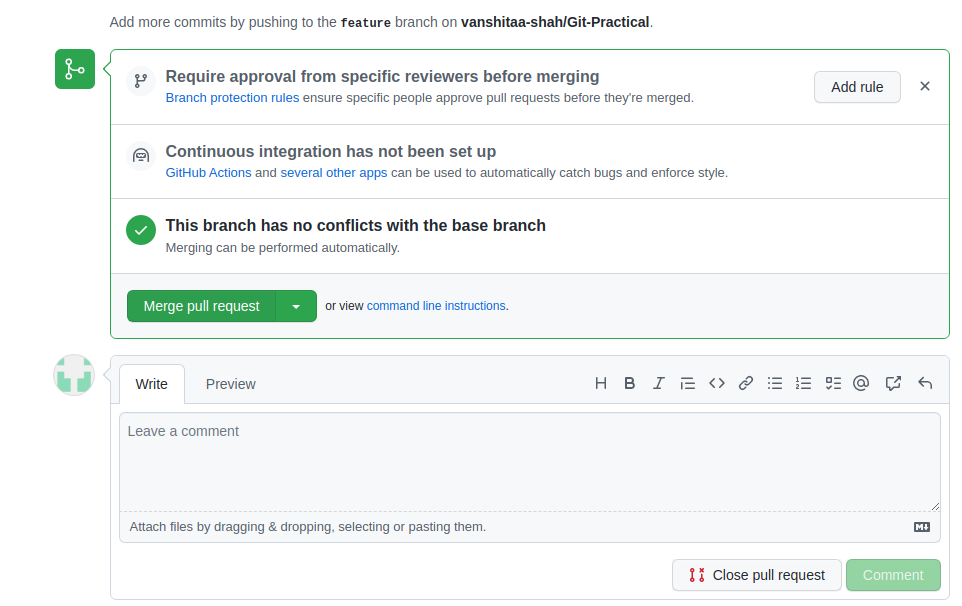 Add more commits by pushing to the feature branch on vanshitaa-shah/Git-Practical.
Require approval from specific reviewers before merging
Branch protection rules ensure specific people approve pull requests before they're merged.
Add rule
Continuous integration has not been set up
GitHub Actions and several other apps can be used to automatically catch bugs and enforce style.
This branch has no conflicts with the base branch
Merging can be performed automatically.
Merge pull request or view command line instructions.
Write Preview
Leave a comment
Attach files by dragging & dropping, selecting or pasting them.
Close pull request Comment